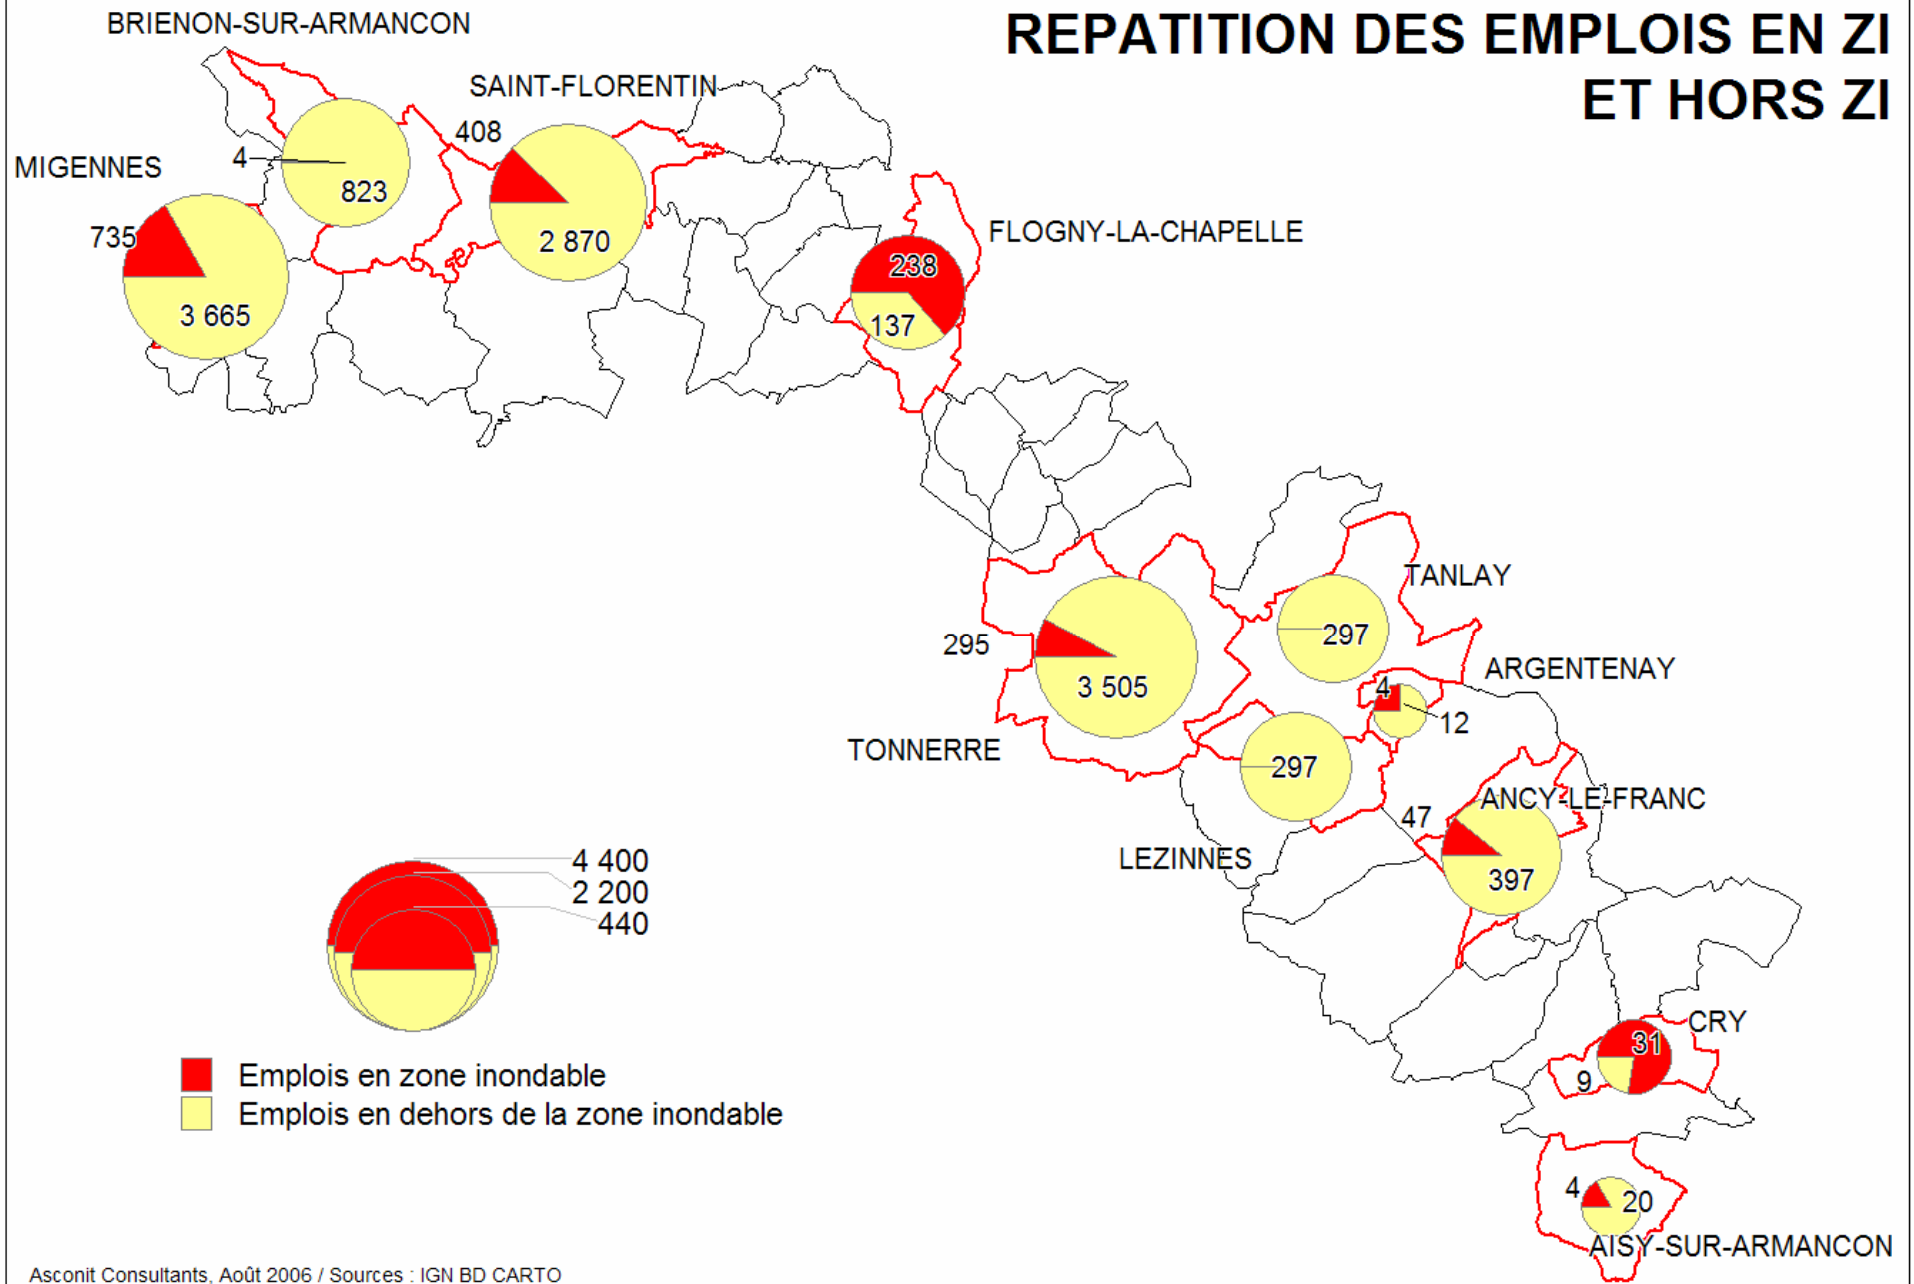 REPATITION DES EMPLOIS EN ZI
ET HORS ZI
BRIENON-SUR-ARMANCON
SAINT-FLORENTIN
408
4
823
MIGENNES
735
3 665
2 870
FLOGNY-LA-CHAPELLE
238
137
TANLAY
297
295
3 505
TONNERRE
ARGENTENAY
4
12
297
LEZINNES
ANCY-LE-FRANC
47
397
4 400
2 200
440
CRY
31
9
Emplois en zone inondable
Emplois en dehors de la zone inondable
4
20
AISY-SUR-ARMANCON
Asconit Consultants, Août 2006 / Sources : IGN BD CARTO